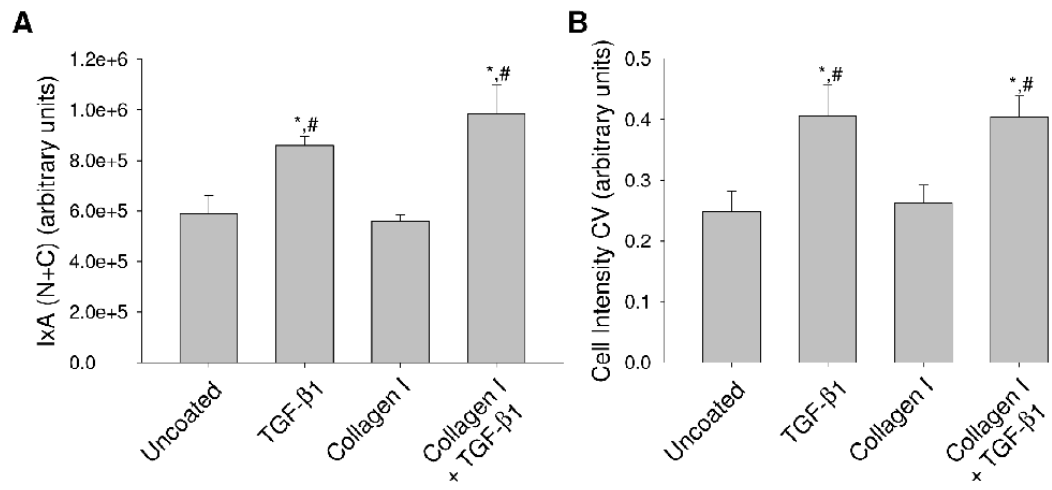 A
IxA (N+C) (arbitrary units)
1.2e+6
1.0e+6
8.0e+5
6.0e+5
4.0e+5
2.0e+5
0.0
*,#
*,#
Uncoated
TGF-β1
Collagen I
Collagen I
+ TGF-β1
B
Cell Intensity CV (arbitrary units)
0.5
0.4
0.3
0.2
0.1
0.0
*,#
*,#
Uncoated
TGF-β1
Collagen I
Collagen I
+ TGF-β1